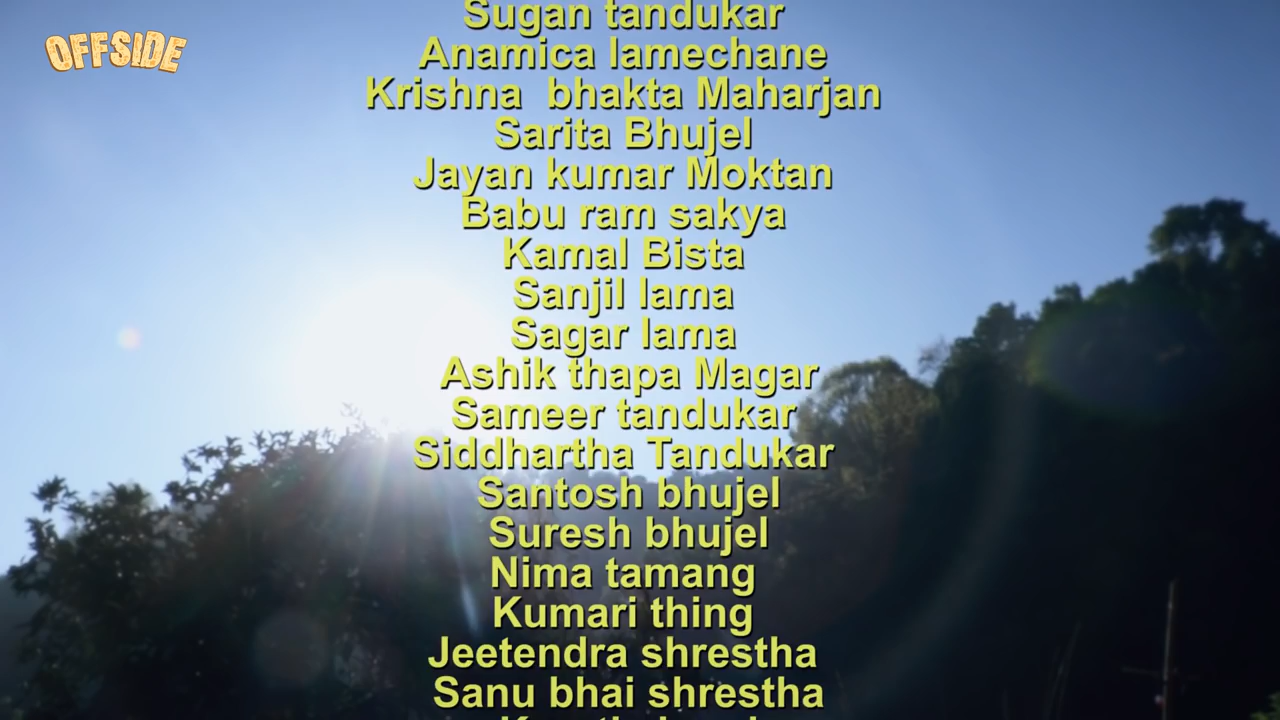 OFFSIDE
Sugan tandukar
Anamica lamechane
Krishna bhakta Maharjan
Sarita Bhujel
Jayan kumar Moktan
Babu ram sakya
Kamal Bista
Sanjil lama
Sagar lama
Ashik thapa Magar
Sameer tandukar
Siddhartha Tandukar
Santosh bhujel
Suresh bhujel
Nima tamang
Kumari thing
Jeetendra shrestha
Sanu bhai shrestha